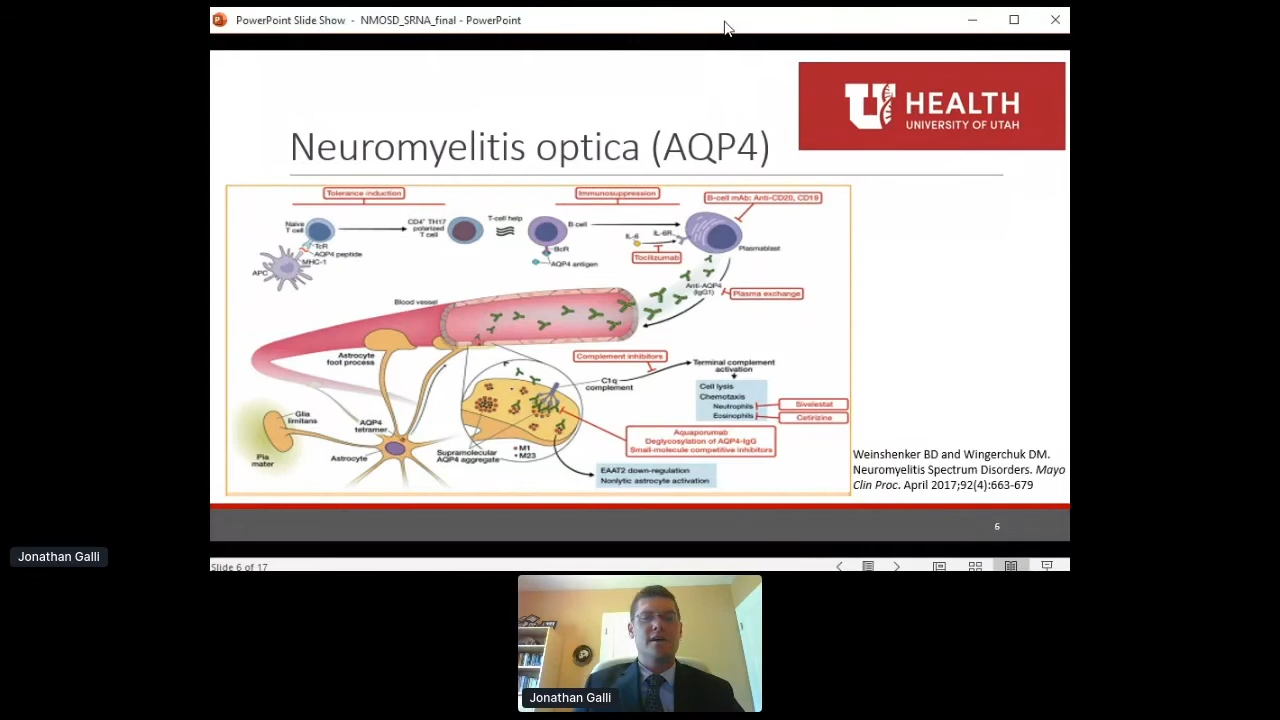 PowerPoint Slide Show - NMOSD_SRNA_final - PowerPoint
HEALTH
UNIVERSITY OF UTAH
Neuromyelitis optica (AQP4)
Tolerance induction
Immunosuppression
B-cell mAb: Anti-CD20, CD19
Naive
T cell
CD4+ TH17
polarized
T cell
T-cell help
B cell
IL-6
IL-6R
Plasmablast
TcR
AQP4 peptide
MHC-1
APC
BcR
AQP4 antigen
Tocilizumab
Anti-AQP4
(IgG1)
Plasma exchange
Blood vessel
Astrocyte
foot process
Complement inhibitors
Terminal complement
activation
C1q
complement
Cell lysis
Chemotaxis
Neutrophils
Eosinophils
Sivelestat
Cetirizine
Glia
limitans
AQP4
tetramer
Pia
mater
Astrocyte
Supramolecular
AQP4 aggregate
M1
M23
Aquaporumab
Deglycosylation of AQP4-IgG
Small-molecule competitive inhibitors
EAAT2 down-regulation
Nonlytic astrocyte activation
Weinshenker BD and Wingerchuk DM.
Neuromyelitis Spectrum Disorders. Mayo
Clin Proc. April 2017;92(4):663-679
6
Slide 6 of 17
Jonathan Galli
Jonathan Galli